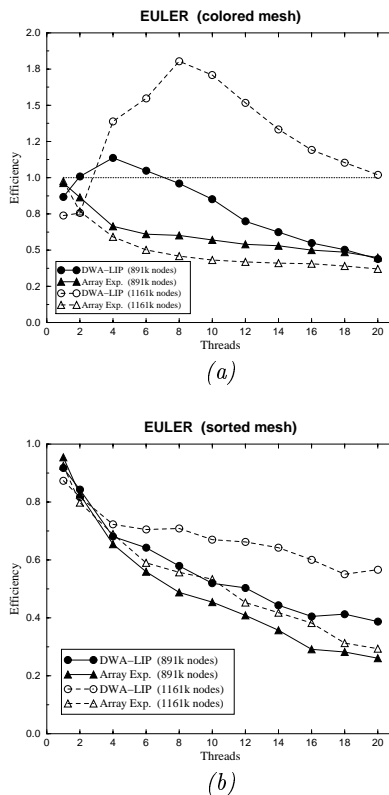 EULER (colored mesh)
2.0
1.8
1.5
1.2
1.0
0.8
0.5
0.2
0.0
Efficiency
DWA-LIP (891k nodes)
Array Exp. (891k nodes)
DWA-LIP (1161k nodes)
Array Exp. (1161k nodes)
0 2 4 6 8 10 12 14 16 18 20
Threads
(a)
EULER (sorted mesh)
1.0
0.8
0.6
0.4
0.2
0.0
Efficiency
DWA-LIP (891k nodes)
Array Exp. (891k nodes)
DWA-LIP (1161k nodes)
Array Exp. (1161k nodes)
0 2 4 6 8 10 12 14 16 18 20
Threads
(b)